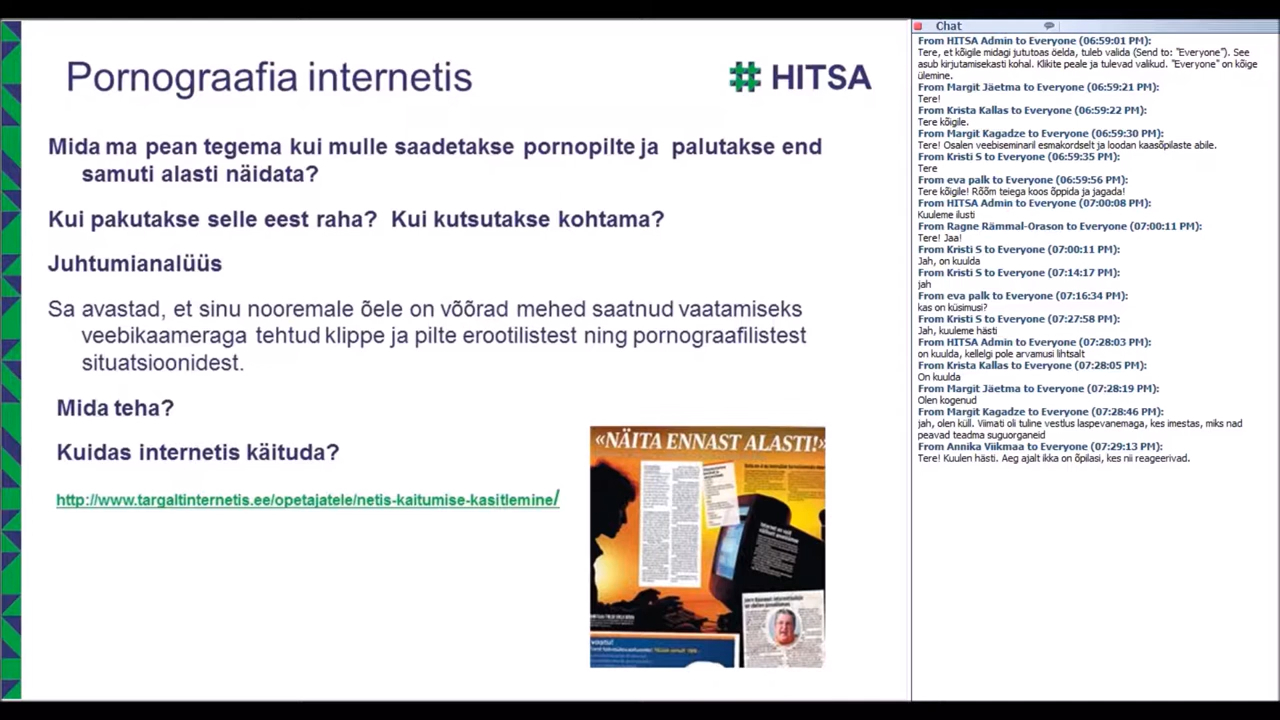 Pornograafia internetis
HITSA
Mida ma pean tegema kui mulle saadetakse pornopilte ja palutakse end
samuti alasti näidata?
Kui pakutakse selle eest raha? Kui kutsutakse kohtama?
Juhtumianalüüs
Sa avastad, et sinu nooremale õele on võõrad mehed saatnud vaatamiseks
veebikaameraga tehtud klippe ja pilte erootilistest ning pornograafilistest
situatsioonidest.
Mida teha?
Kuidas internetis käituda?
http://www.targaltinternetis.ee/opetajatele/netis-kaitumise-kasitlemine/
«NÄITA ENNAST ALASTI!»
Chat
From HITSA Admin to Everyone (06:59:01 PM):
Tere, et kõigile midagi jututoas öelda, tuleb valida (Send to: "Everyone"). See
asub kirjutamisekasti kohal. Klikite peale ja tulevad valikud. "Everyone" on kõige
ülemine.
From Margit Jäetma to Everyone (06:59:21 PM):
Tere!
From Krista Kallas to Everyone (06:59:22 PM):
Tere kõigile.
From Margit Kagadze to Everyone (06:59:30 PM):
Tere! Osalen veebiseminaril esmakordselt ja loodan kaasõpilaste abile.
From Kristi S to Everyone (06:59:35 PM):
Tere
From eva palk to Everyone (06:59:56 PM):
Tere kõigile! Rõõm teiega koos õppida ja jagada!
From HITSA Admin to Everyone (07:00:08 PM):
Kuuleme ilusti
From Ragne Rämmal-Orason to Everyone (07:00:11 PM):
Tere! Jaa!
From Kristi S to Everyone (07:00:11 PM):
Jah, on kuulda
From Kristi S to Everyone (07:14:17 PM):
jah
From eva palk to Everyone (07:16:34 PM):
kas on küsimusi?
From Kristi S to Everyone (07:27:58 PM):
Jah, kuuleme hästi
From HITSA Admin to Everyone (07:28:03 PM):
on kuulda, kellelgi pole arvamusi lihtsalt
From Krista Kallas to Everyone (07:28:05 PM):
On kuulda
From Margit Jäetma to Everyone (07:28:19 PM):
Olen kogenud
From Margit Kagadze to Everyone (07:28:46 PM):
jah, olen küll. Viimati oli tuline vestlus laspevanemaga, kes imestas, miks nad
peavad teadma suguorganeid
From Annika Viikmaa to Everyone (07:29:13 PM):
Tere! Kuulen hästi. Aeg ajalt ikka on õpilasi, kes nii reageerivad.